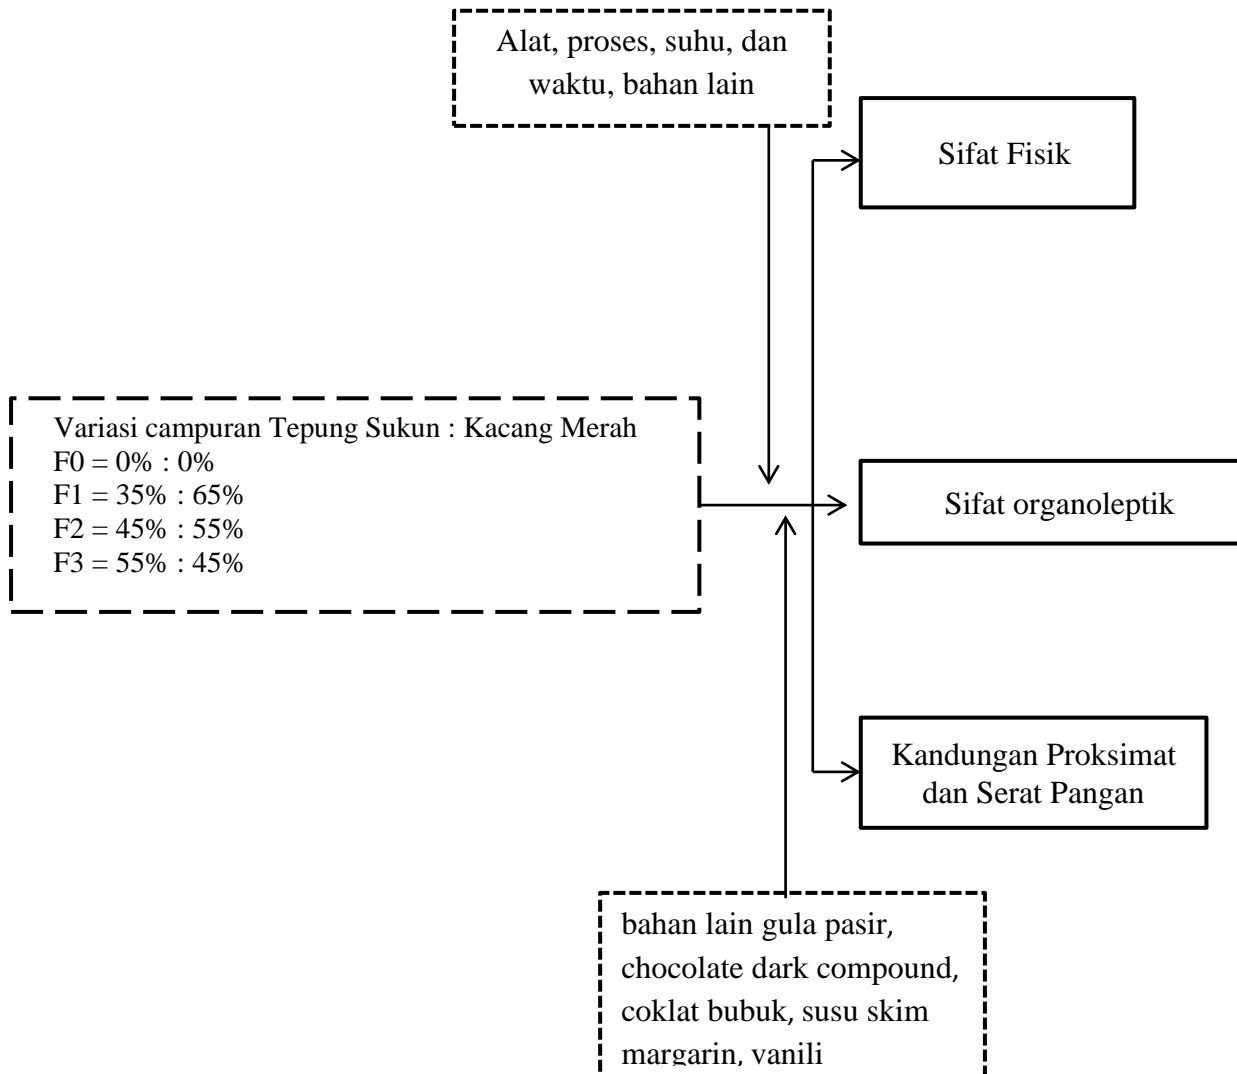 Alat, proses, suhu, dan
waktu, bahan lain
Sifat Fisik
Variasi campuran Tepung Sukun : Kacang Merah
F0 = 0% : 0%
F1 = 35% : 65%
F2 = 45% : 55%
F3 = 55% : 45%
Sifat organoleptik
Kandungan Proksimat
dan Serat Pangan
bahan lain gula pasir,
chocolate dark compound,
coklat bubuk, susu skim
margarin, vanili